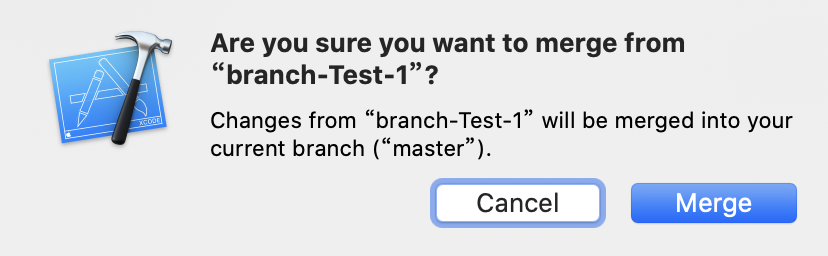 Are you sure you want to merge from
“branch-Test-1”?
Changes from “branch-Test-1” will be merged into your
current branch (“master”).
XCODE
Cancel
Merge